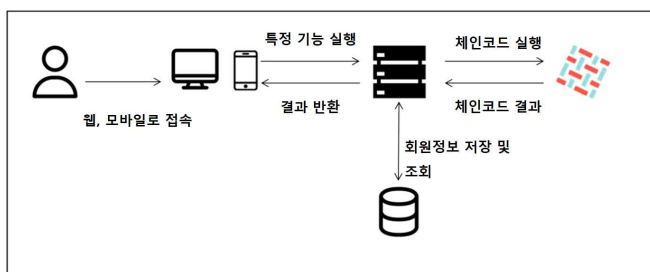 특정 기능 실행
체인코드 실행
웹, 모바일로 접속
결과 반환
체인코드 결과
회원정보 저장 및
조회